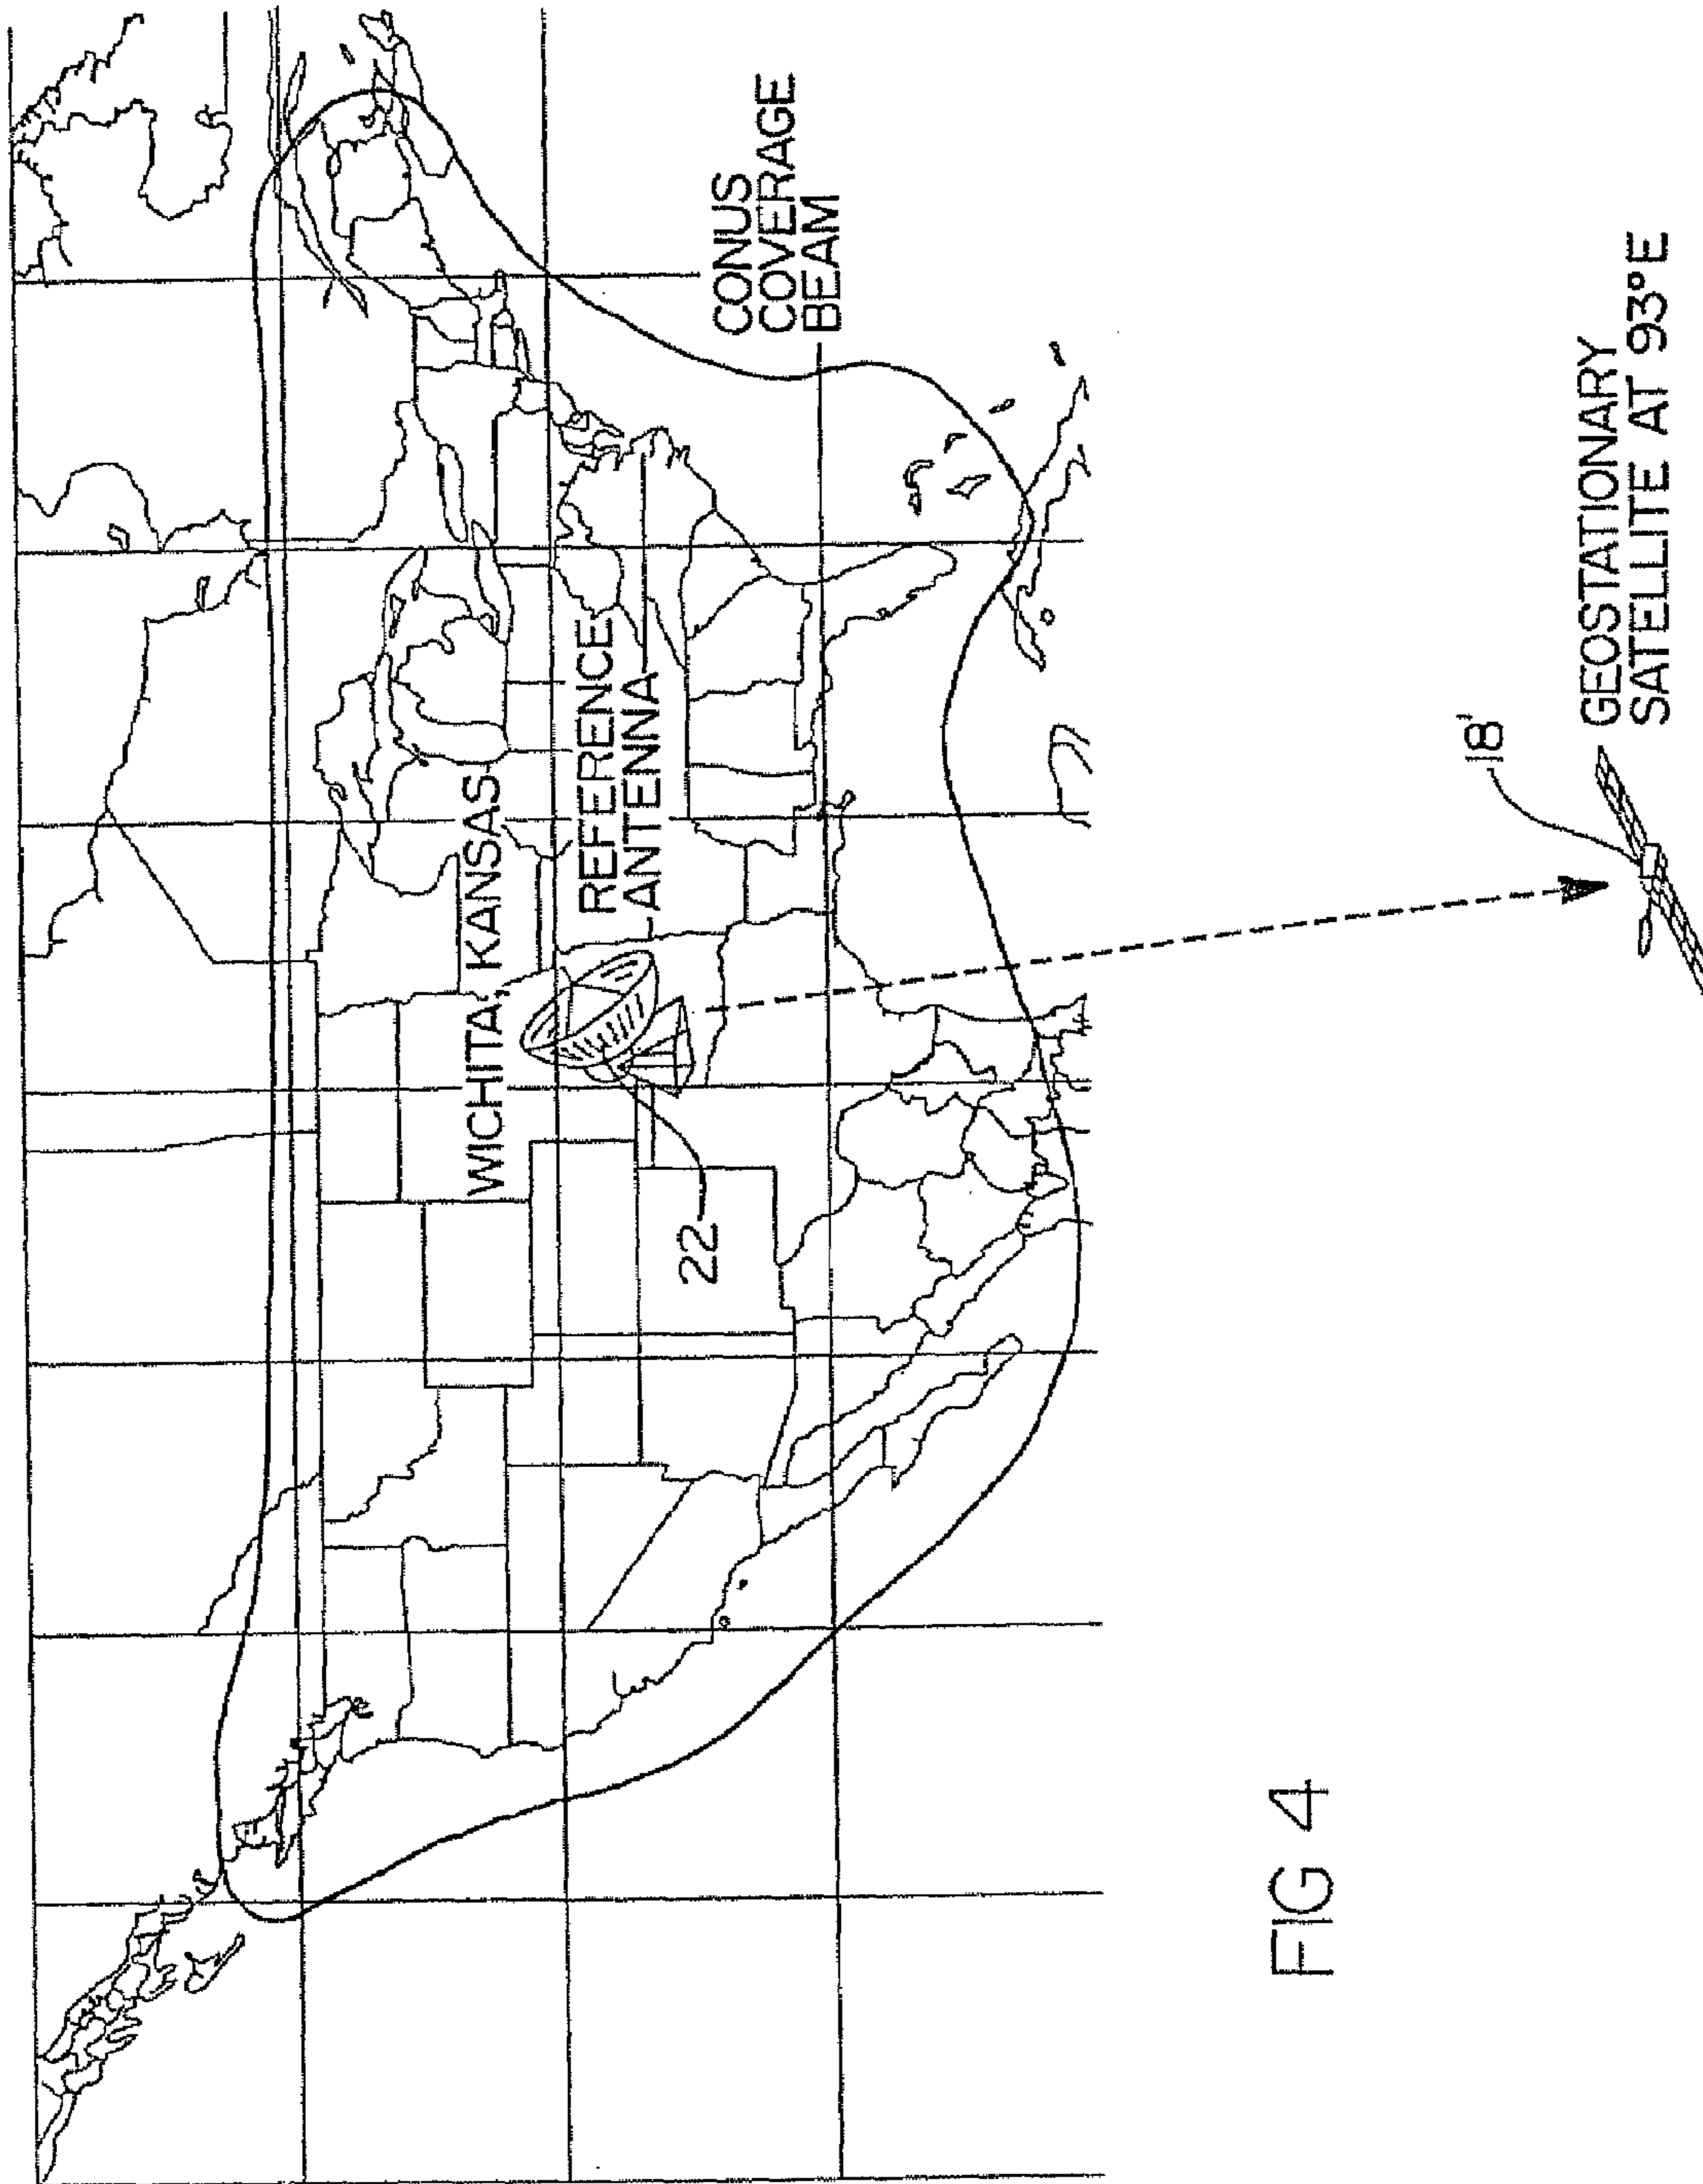 WICHITA, KANSAS
REFERENCE
ANTENNA
22
CONUS
COVERAGE
BEAM
18'
GEOSTATIONARY
SATELLITE AT 93°E
FIG 4